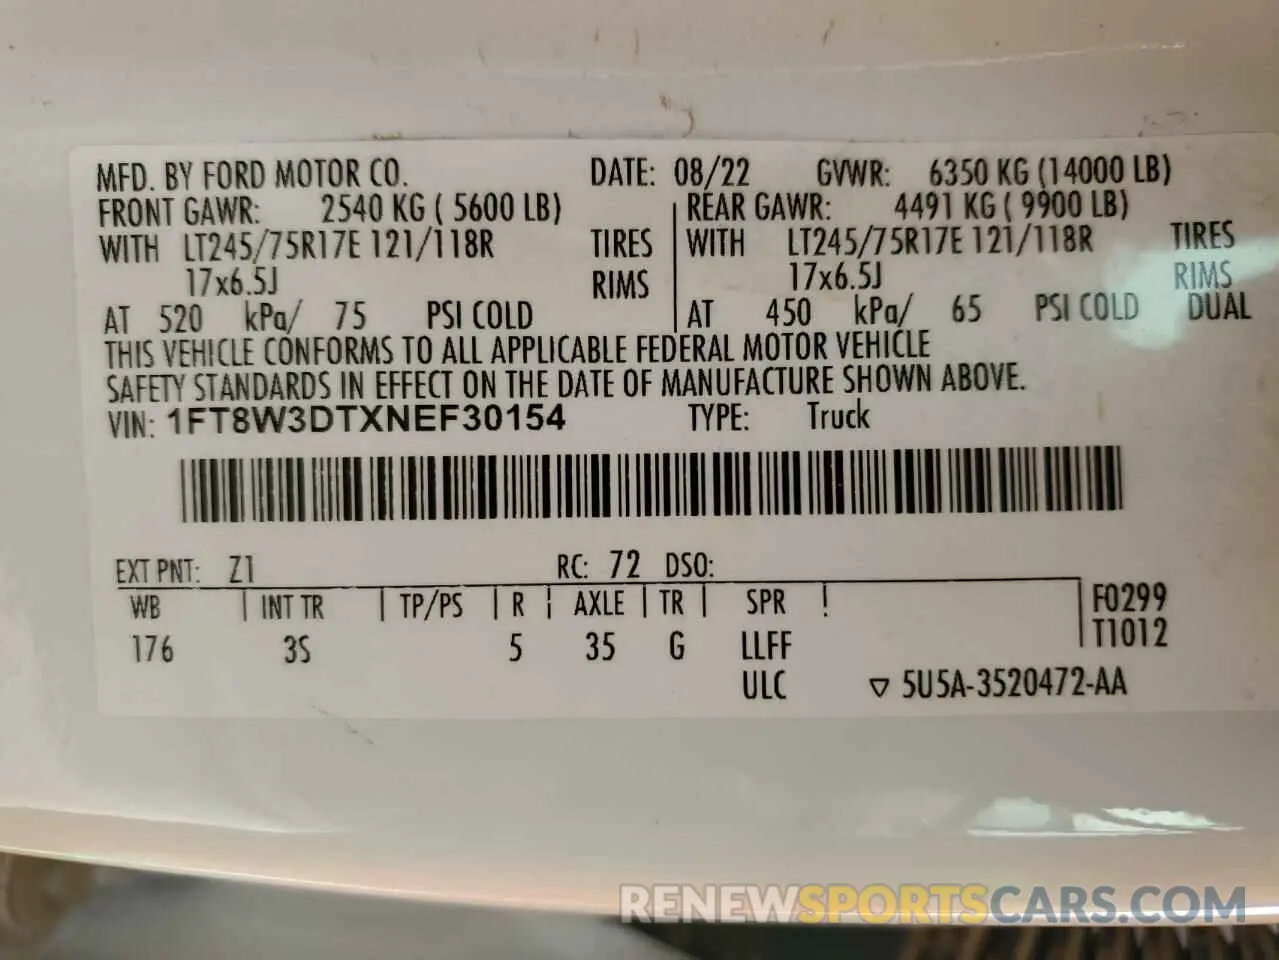 MFD. BY FORD MOTOR CO. DATE: 08/22 GVWR: 6350 KG (14000 LB)
FRONT GAWR: 2540 KG ( 5600 LB) REAR GAWR: 4491 KG ( 9900 LB)
WITH LT245/75R17E 121/118R TIRES WITH LT245/75R17E 121/118R TIRES
17x6.5J RIMS 17x6.5J RIMS
AT 520 kPa/ 75 PSI COLD AT 450 kPa/ 65 PSI COLD DUAL
THIS VEHICLE CONFORMS TO ALL APPLICABLE FEDERAL MOTOR VEHICLE
SAFETY STANDARDS IN EFFECT ON THE DATE OF MANUFACTURE SHOWN ABOVE.
VIN: 1FT8W3DTXNEF30154 TYPE: Truck
EXT PNT: Z1 RC: 72 DSO:
WB | INT TR | TP/PS | R | AXLE | TR | SPR | F0299
176 3S 5 35 G LLFF T1012
ULC ▽ 5U5A-3520472-AA
RENEWSPORTSCARS.COM